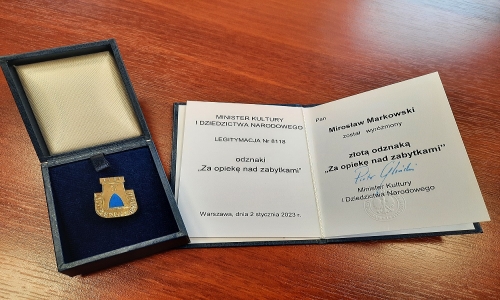 MINISTER KULTURY
I DZIEDZICTWA NARODOWEGO
LEGITYMACJA Nr 8118
odznaki
„Za opiekę nad zabytkami"
Warszawa, dnia 2 stycznia 2023 r.
Pan
Mirosław Markowski
został wyróżniony
złotą odznaką
„Za opiekę nad zabytkami"
Minister Kultury
i Dziedzictwa Narodowego